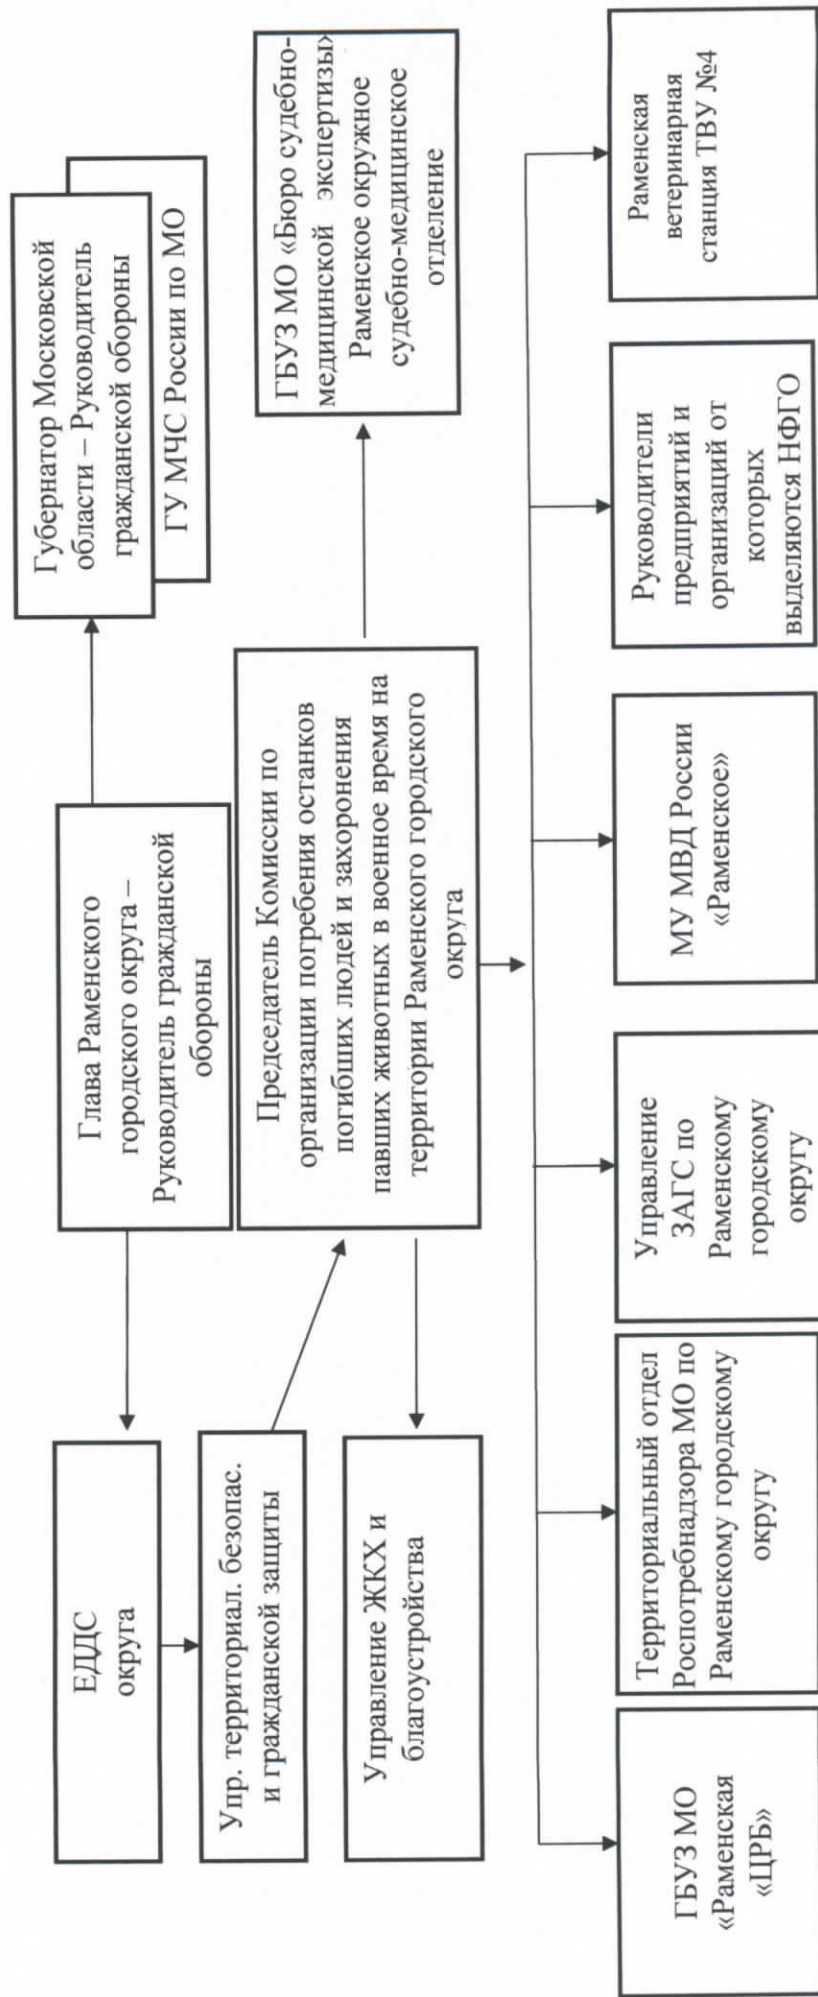 Губернатор Московской
области – Руководитель
гражданской обороны
ГУ МЧС России по МО
Глава Раменского
городского округа –
Руководитель гражданской
обороны
ЕДДС
округа
Упр. территориал. безопас.
и гражданской защиты
Управление ЖКХ и
благоустройства
Председатель Комиссии по
организации погребения останков
погибших людей и захоронения
павших животных в военное время на
территории Раменского городского
округа
ГБУЗ МО «Бюро судебно-
медицинской экспертизы»
Раменское окружное
судебно-медицинское
отделение
ГБУЗ МО
«Раменская
«ЦРБ»
Территориальный отдел
Роспотребнадзора МО по
Раменскому городскому
округу
Управление
ЗАГС по
Раменскому
городскому
округу
МУ МВД России
«Раменское»
Руководители
предприятий и
организаций от
которых
выделяются НФГО
Раменская
ветеринарная
станция ТВУ №4